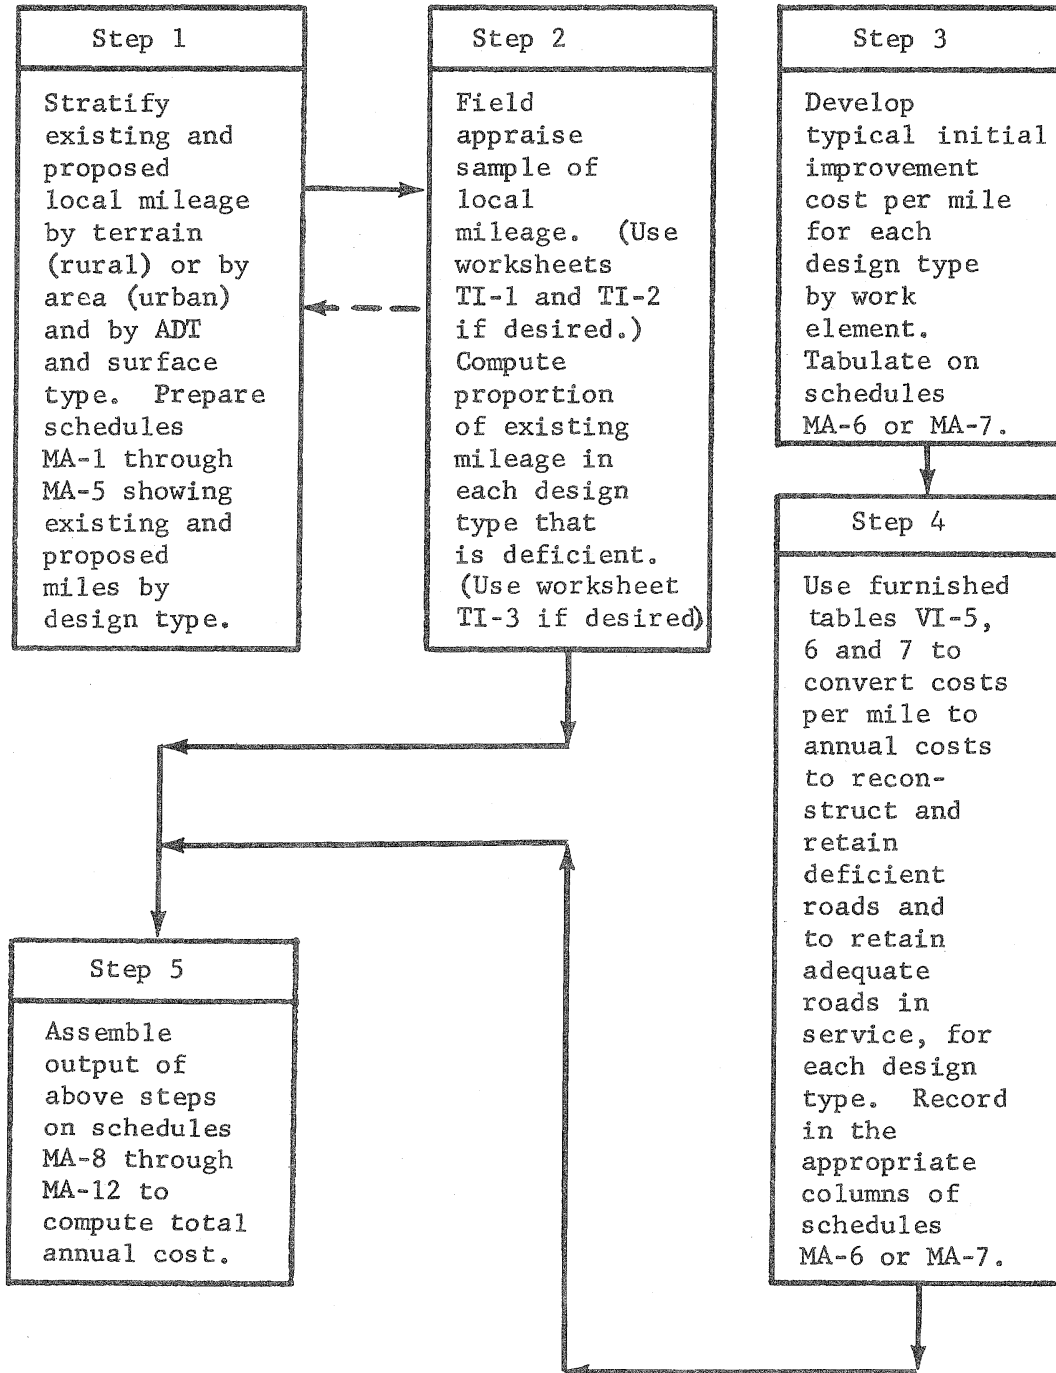 Step 1
Stratify
existing and
proposed
local mileage
by terrain
(rural) or by
area (urban)
and by ADT
and surface
type. Prepare
schedules
MA-1 through
MA-5 showing
existing and
proposed
miles by
design type.
Step 2
Field
appraise
sample of
local
mileage. (Use
worksheets
TI-1 and TI-2
if desired.)
Compute
proportion
of existing
mileage in
each design
type that
is deficient.
(Use worksheet
TI-3 if desired)
Step 3
Develop
typical initial
improvement
cost per mile
for each
design type
by work
element.
Tabulate on
schedules
MA-6 or MA-7.
Step 4
Use furnished
tables VI-5,
6 and 7 to
convert costs
per mile to
annual costs
to recon-
struct and
retain
deficient
roads and
to retain
adequate
roads in
service, for
each design
type. Record
in the
appropriate
columns of
schedules
MA-6 or MA-7.
Step 5
Assemble
output of
above steps
on schedules
MA-8 through
MA-12 to
compute total
annual cost.